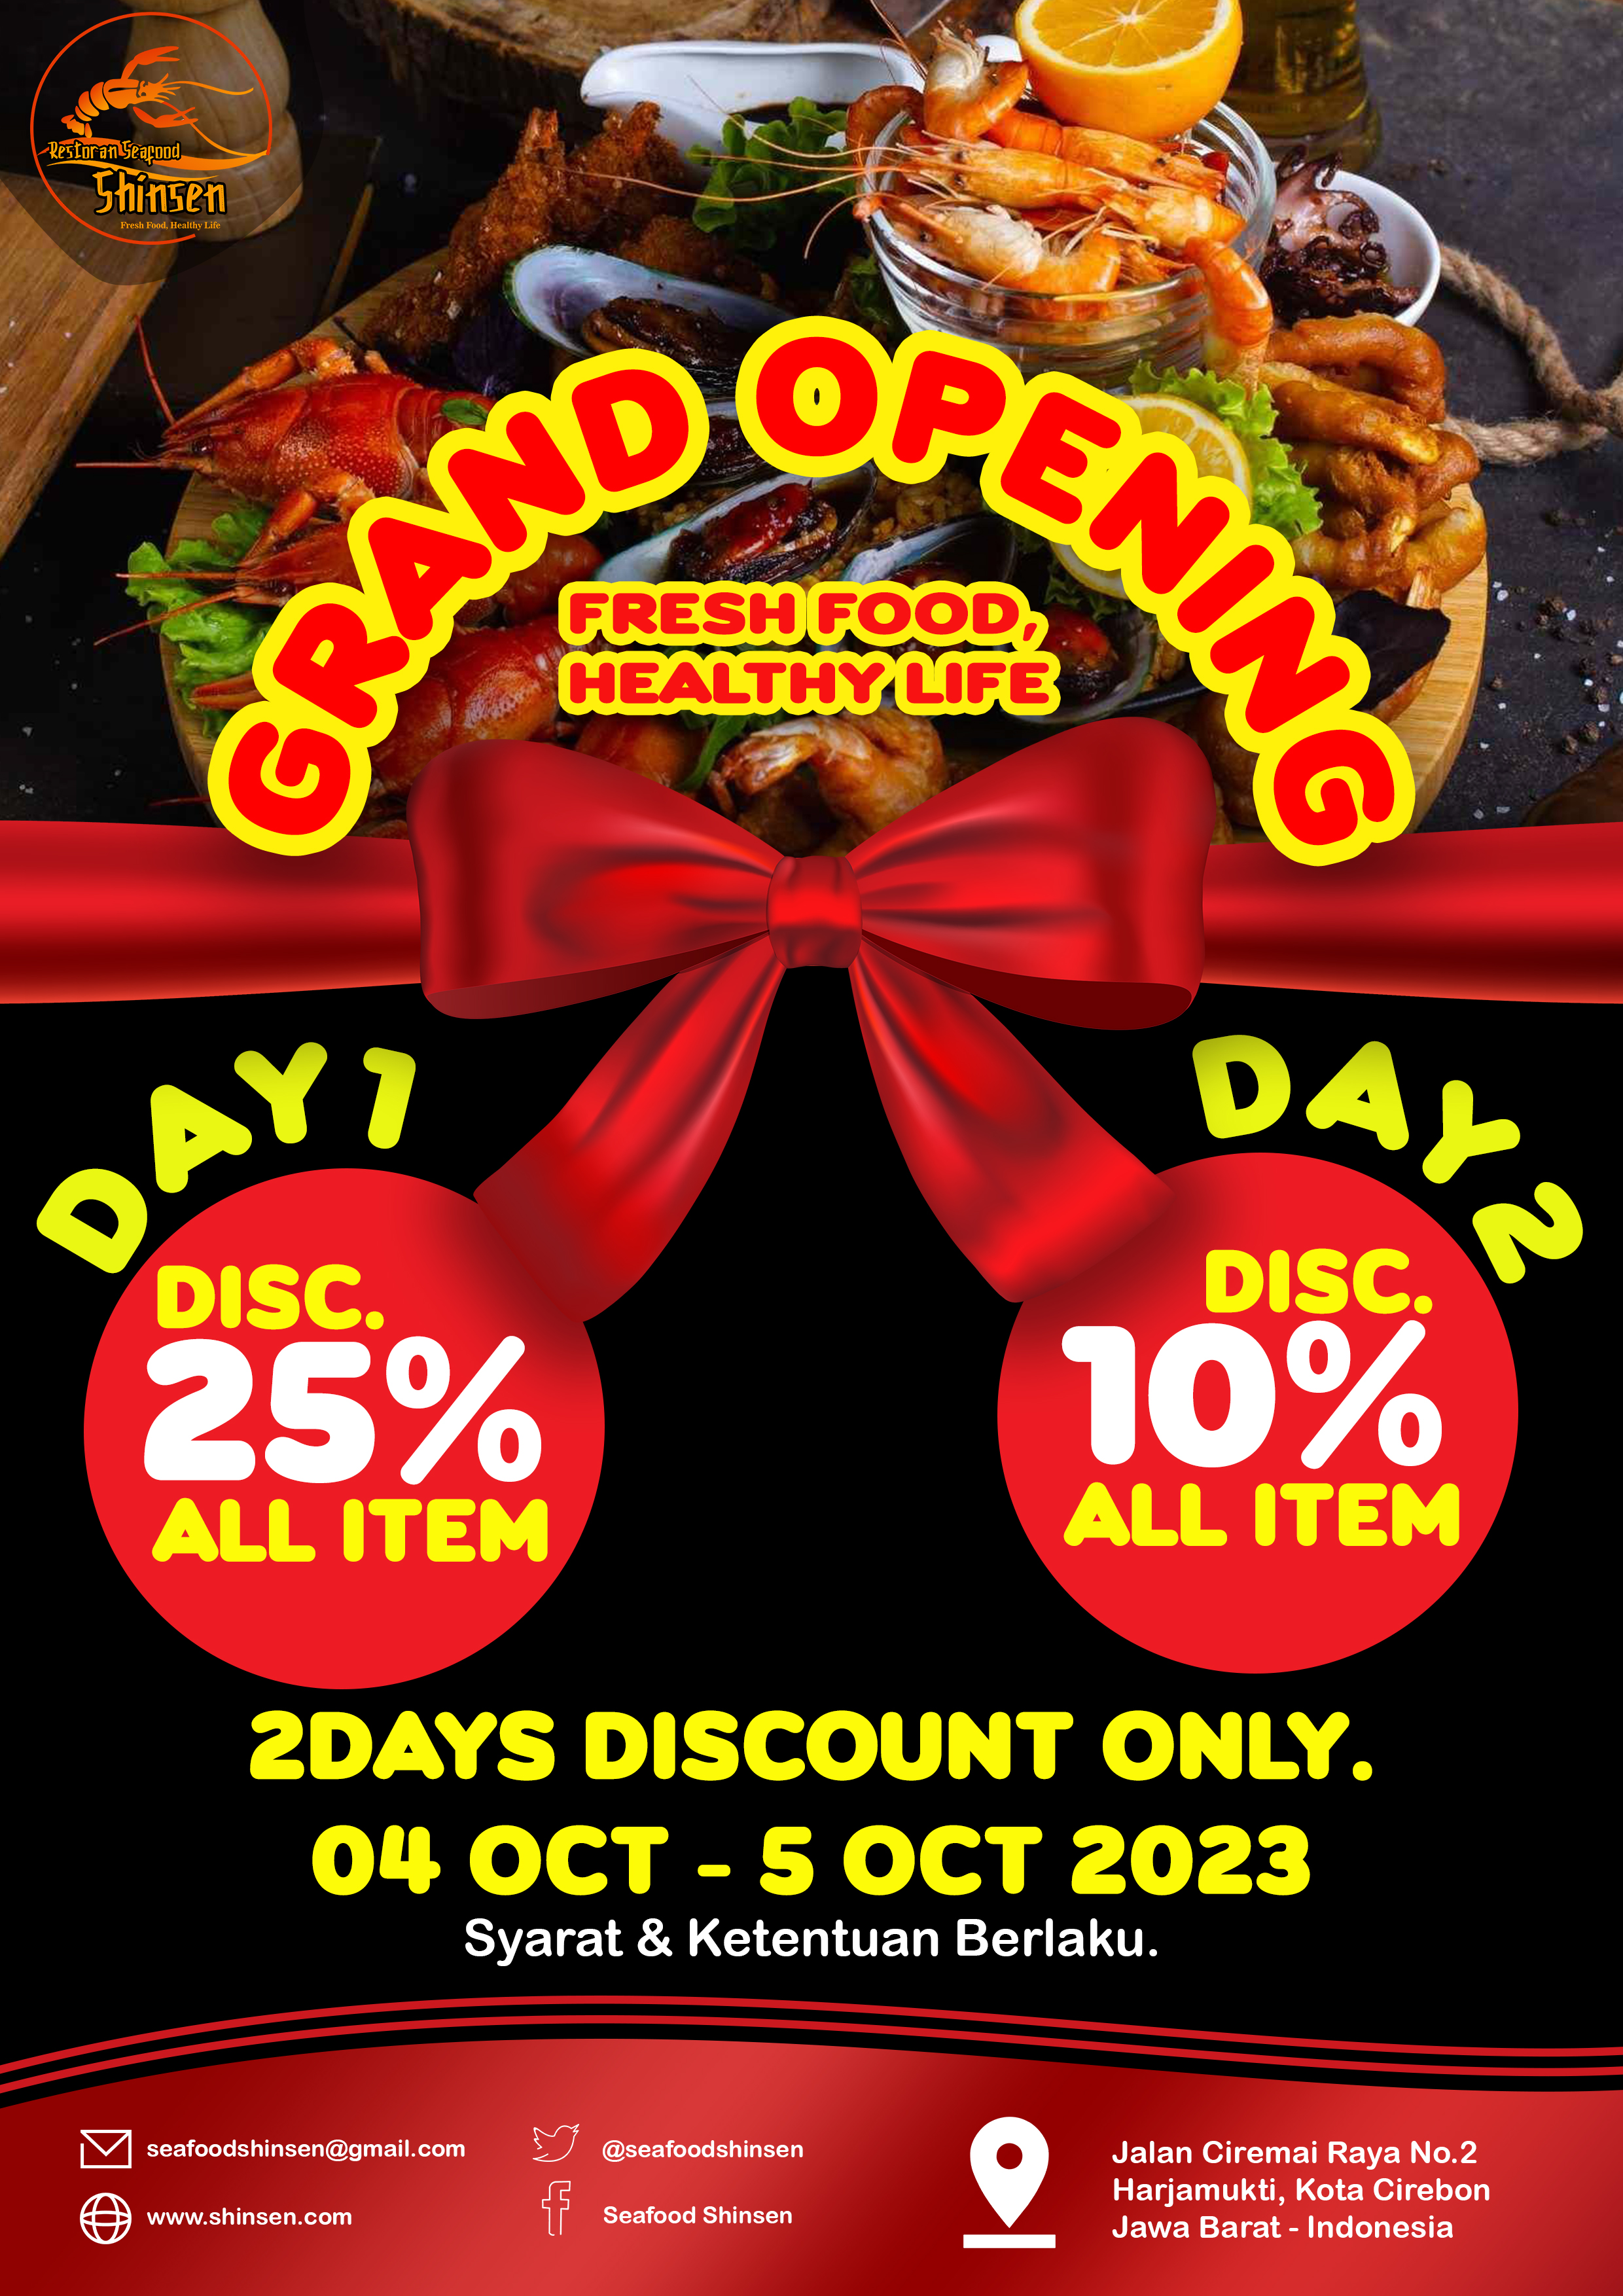 Restoran Seafood
Shinsen
Fresh Food, Healthy Life
GRAND OPENING
FRESH FOOD,
HEALTHY LIFE
DAY 1
DISC.
25%
ALL ITEM
DAY 2
DISC.
10%
ALL ITEM
2DAYS DISCOUNT ONLY.
04 OCT - 5 OCT 2023
Syarat & Ketentuan Berlaku.
seafoodshinsen@gmail.com
www.shinsen.com
@seafoodshinsen
Seafood Shinsen
Jalan Ciremai Raya No.2
Harjamukti, Kota Cirebon
Jawa Barat - Indonesia